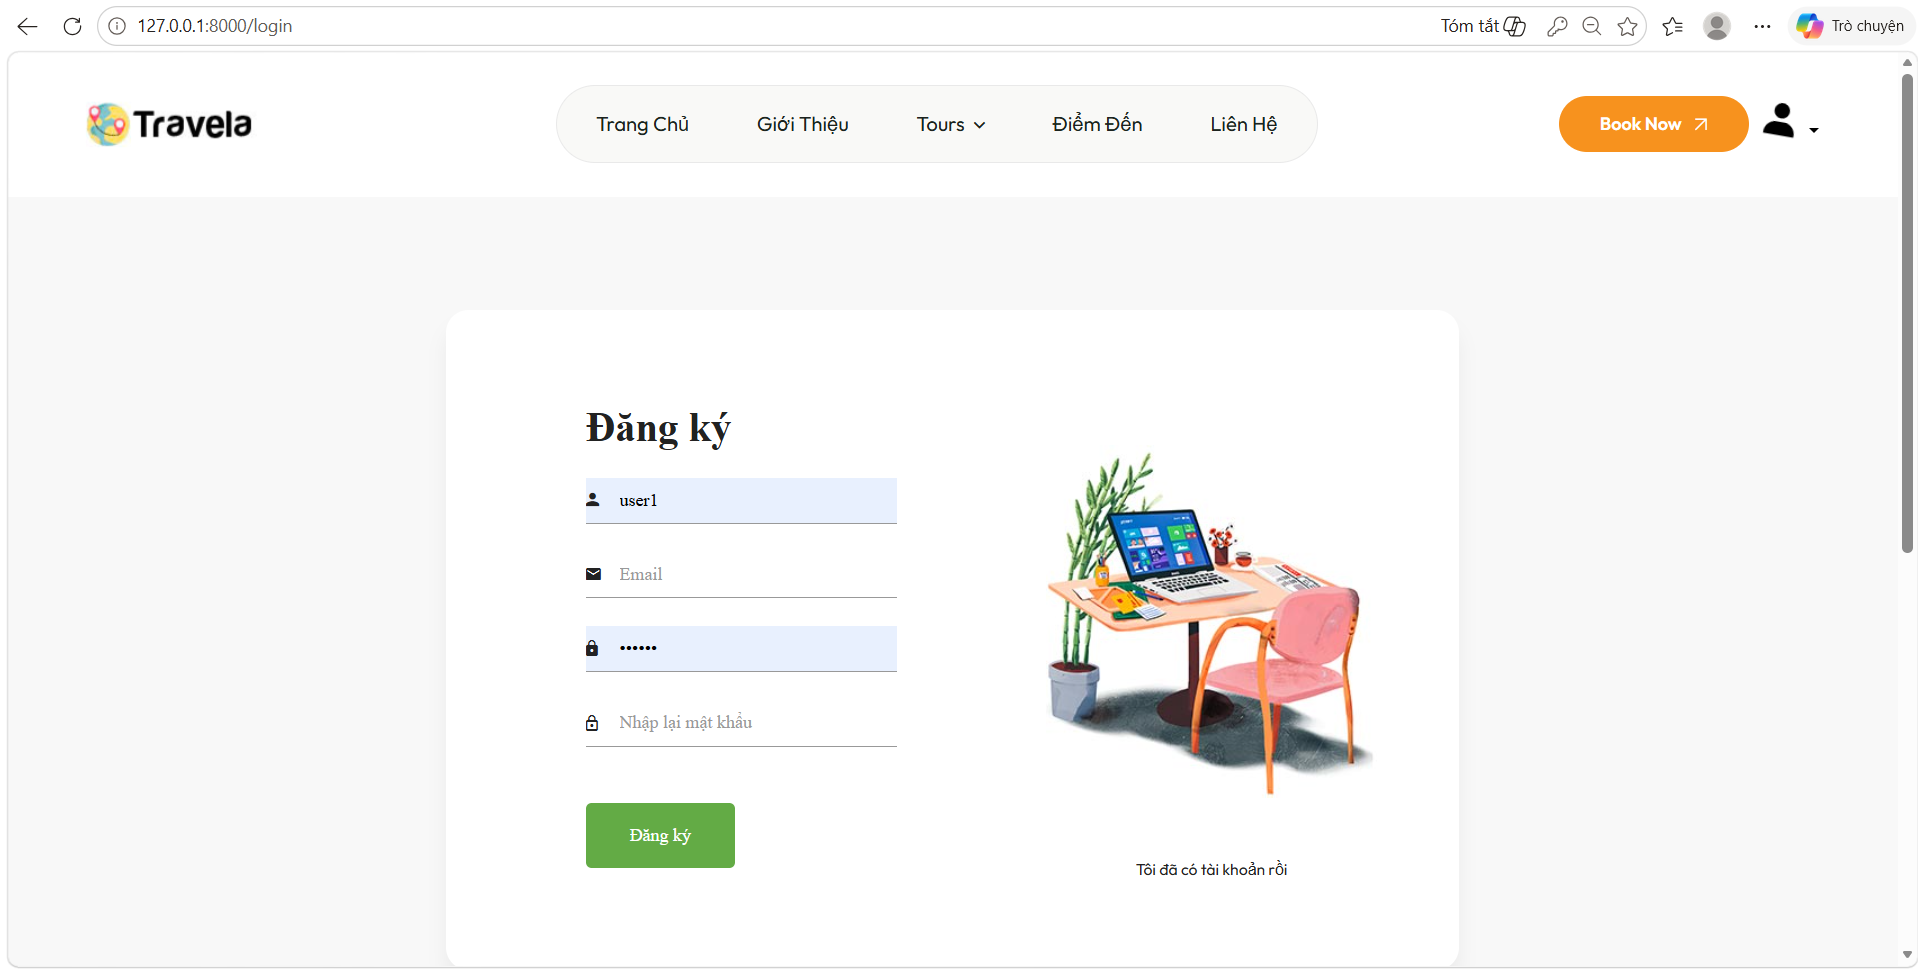 127.0.0.1:8000/login
Tóm tắt
Trò chuyện
Travela
Trang Chủ
Giới Thiệu
Tours
Điểm Đến
Liên Hệ
Book Now
Đăng ký
user1
Email
••••••
Nhập lại mật khẩu
Đăng ký
Tôi đã có tài khoản rồi